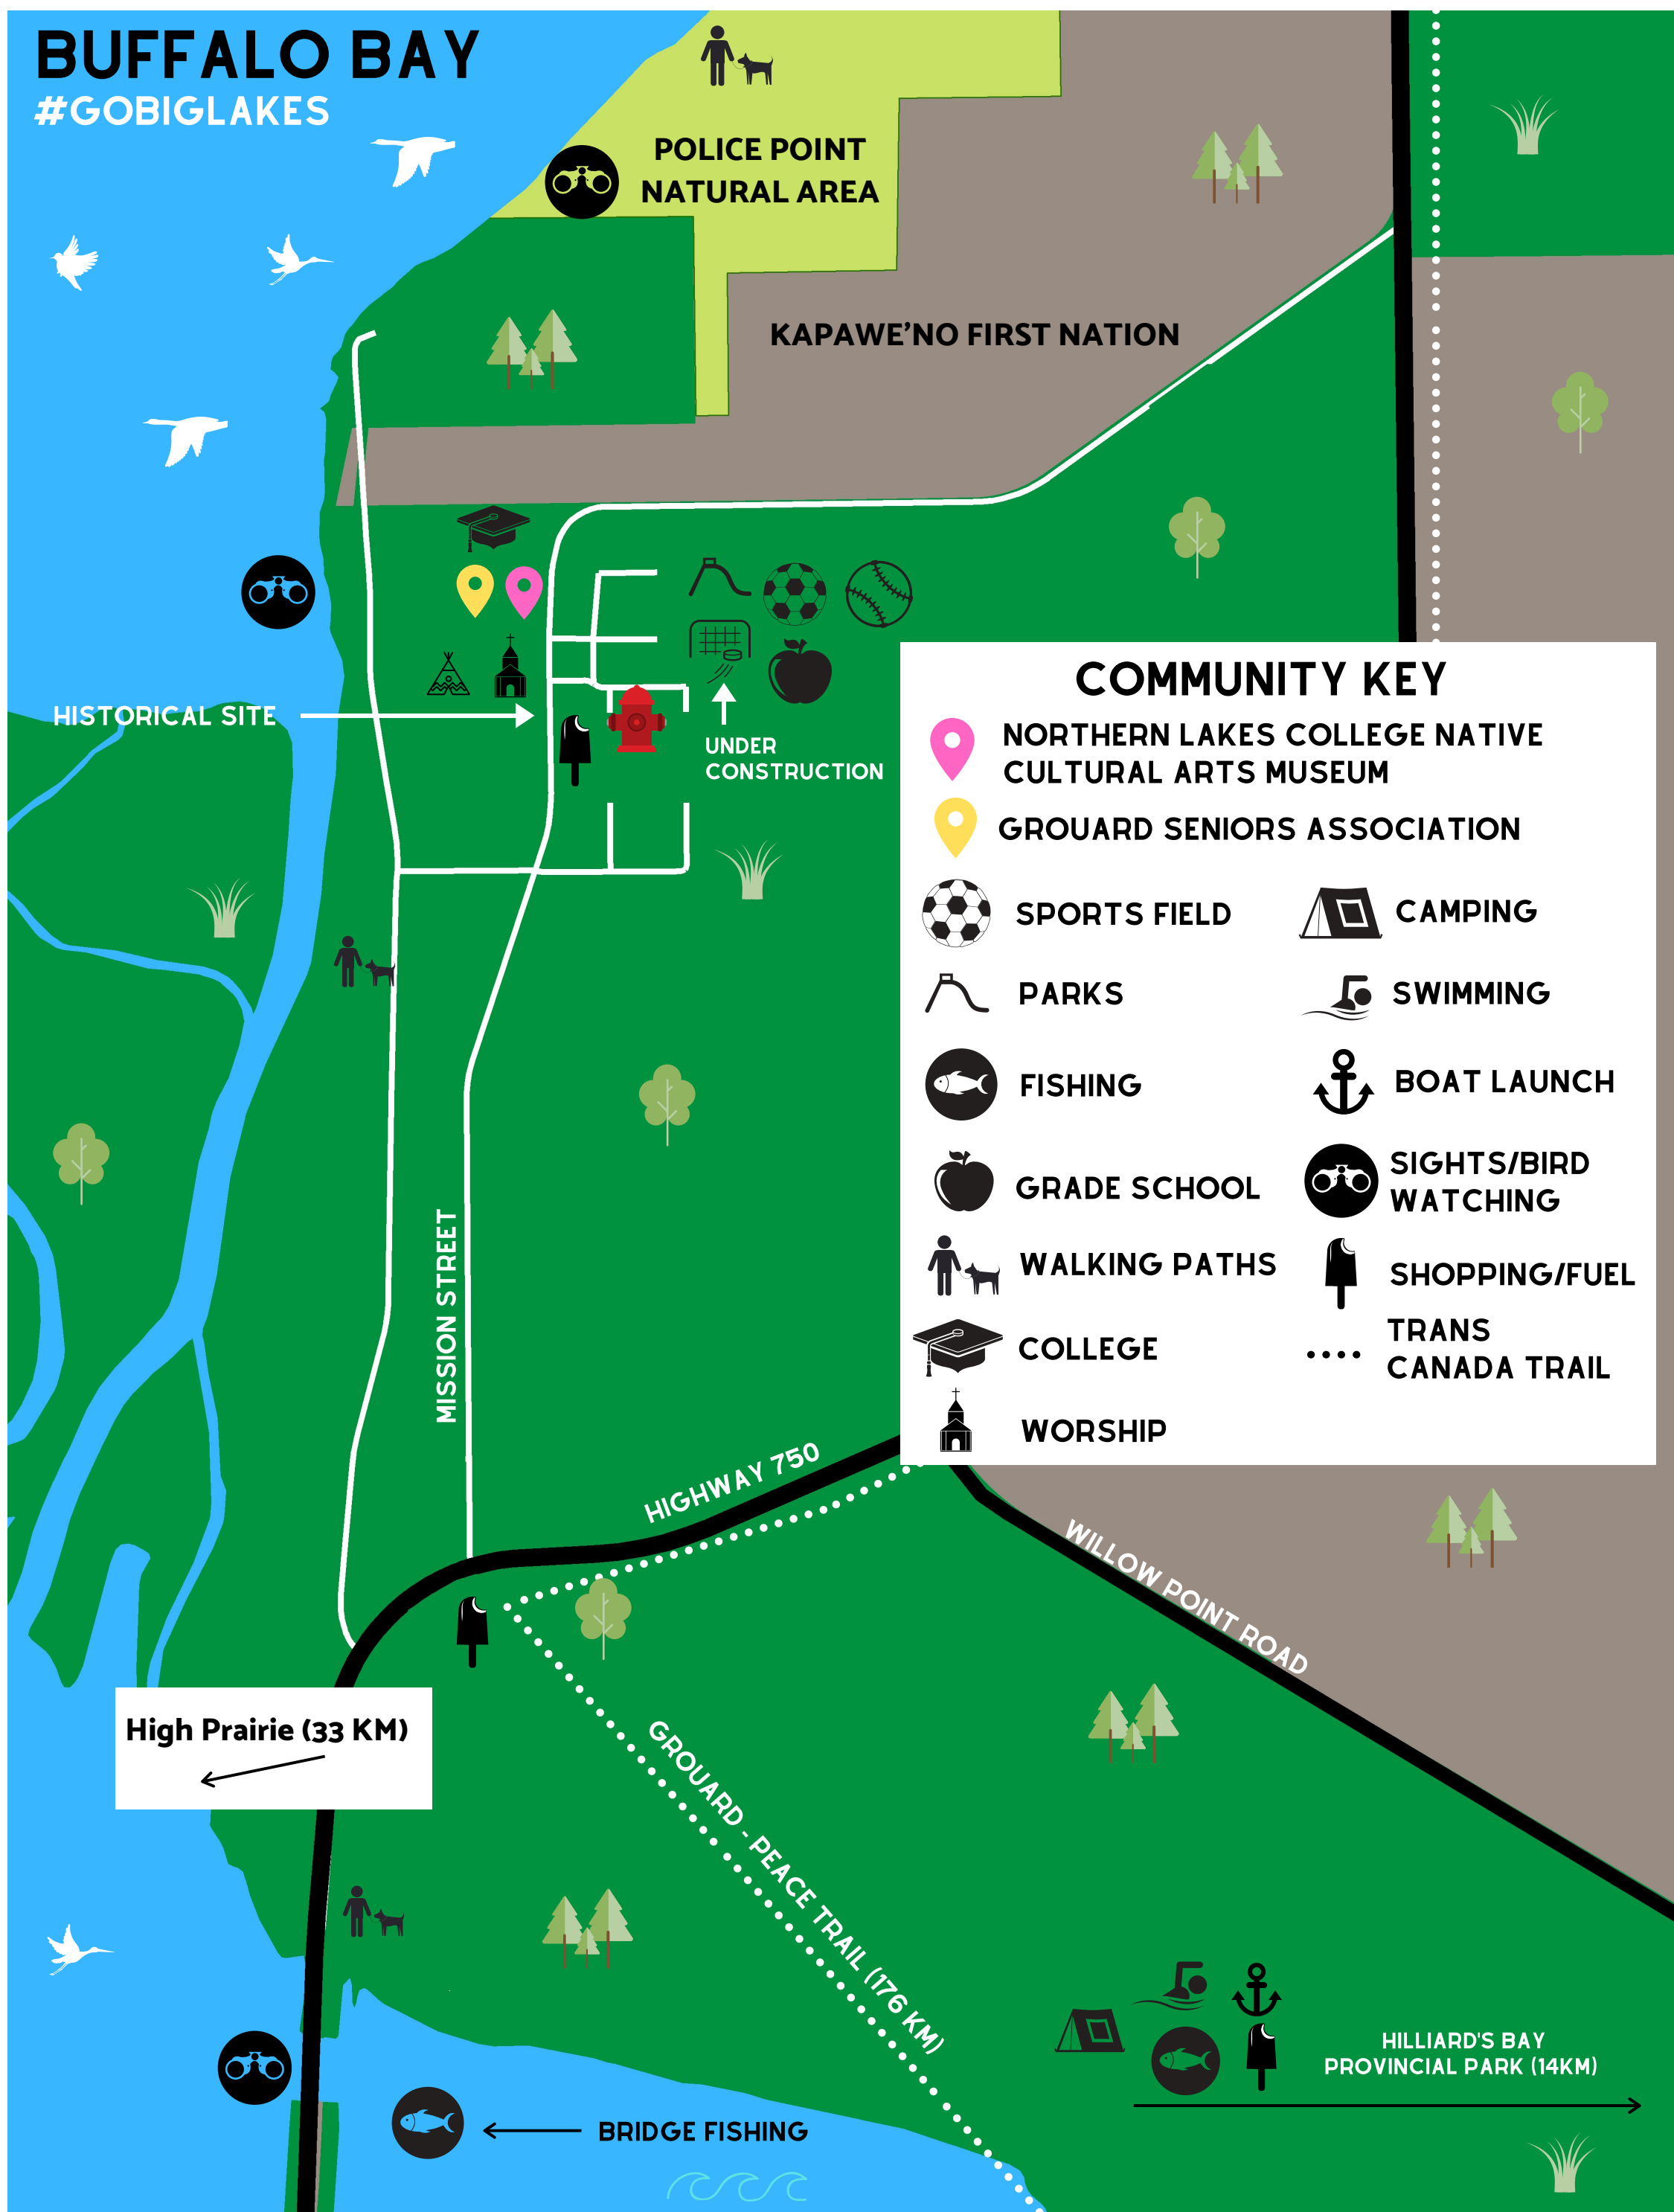 BUFFALO BAY
#GOBIGLAKES
POLICE POINT
NATURAL AREA
KAPAWE'NO FIRST NATION
HISTORICAL SITE
UNDER
CONSTRUCTION
COMMUNITY KEY
NORTHERN LAKES COLLEGE NATIVE
CULTURAL ARTS MUSEUM
GROUARD SENIORS ASSOCIATION
SPORTS FIELD
CAMPING
PARKS
SWIMMING
FISHING
BOAT LAUNCH
GRADE SCHOOL
SIGHTS/BIRD
WATCHING
WALKING PATHS
SHOPPING/FUEL
COLLEGE
TRANS
CANADA TRAIL
WORSHIP
MISSION STREET
HIGHWAY 750
WILLOW POINT ROAD
High Prairie (33 KM)
GROUARD - PEACE TRAIL (176 KM)
HILLIARD'S BAY
PROVINCIAL PARK (14KM)
BRIDGE FISHING